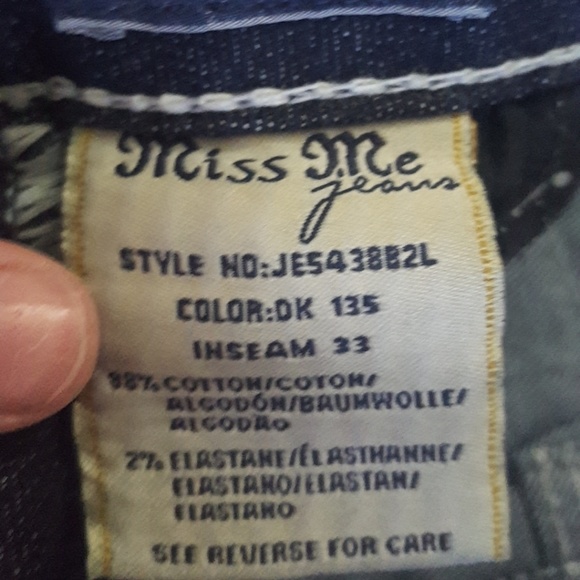 Miss Me
jeans
STYLE NO:JE5438B2L
COLOR:DK 135
INSEAM 33
98% COTTON/COTON/
ALGODÓN/BAUMWOLLE/
ALGODÃO
2% ELASTANE/ÉLASTHANNE/
ELASTANO/ELASTAN/
ELASTANO
SEE REVERSE FOR CARE